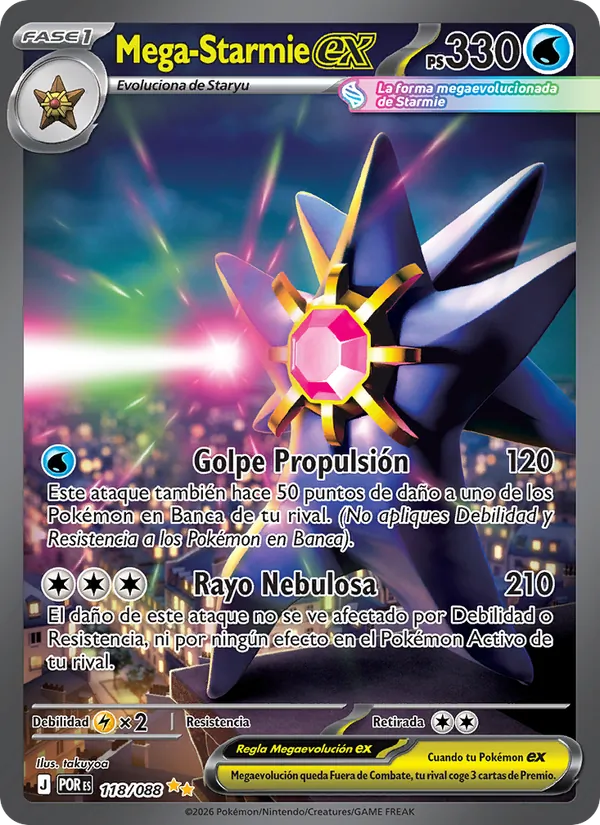 FASE 1
Mega-Starmie ex
PS 330
Evoluciona de Staryu
La forma megaevolucionada
de Starmie
Golpe Propulsión 120
Este ataque también hace 50 puntos de daño a uno de los
Pokémon en Banca de tu rival. (No apliques Debilidad y
Resistencia a los Pokémon en Banca).
Rayo Nebulosa 210
El daño de este ataque no se ve afectado por Debilidad o
Resistencia, ni por ningún efecto en el Pokémon Activo de
tu rival.
Debilidad ×2 Resistencia Retirada
Ilus. takuyoa
Regla Megaevolución ex Cuando tu Pokémon ex
Megaevolución queda Fuera de Combate, tu rival coge 3 cartas de Premio.
J POR ES 118/088
©2026 Pokémon/Nintendo/Creatures/GAME FREAK